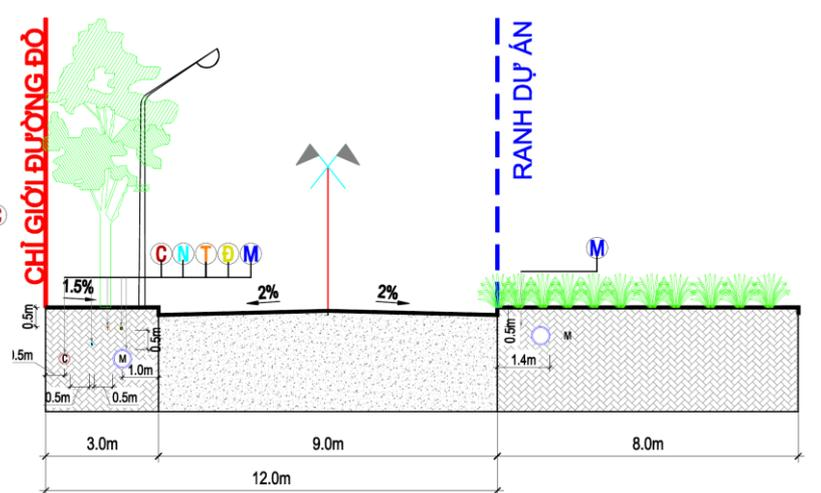 CHỈ GIỚI ĐƯỜNG ĐỎ
RANH DỰ ÁN
C N T Đ M
M
1.5%
2%
2%
0.5m
0.5m
0.5m
M
C
M
.5m
1.0m
1.4m
0.5m
0.5m
3.0m
9.0m
8.0m
12.0m